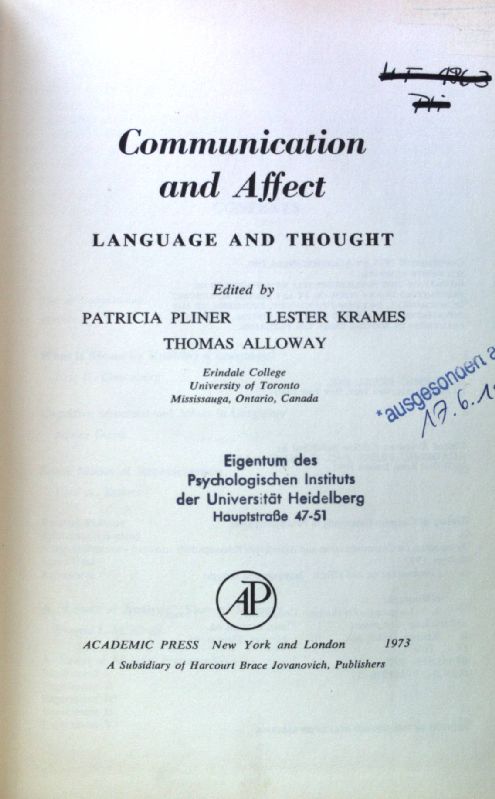 Communication
and Affect
LANGUAGE AND THOUGHT
Edited by
PATRICIA PLINER LESTER KRAMES
THOMAS ALLOWAY
Erindale College
University of Toronto
Mississauga, Ontario, Canada
*ausgesondert
17.6.
Eigentum des
Psychologischen Instituts
der Universität Heidelberg
Hauptstraße 47-51
AP
ACADEMIC PRESS New York and London 1973
A Subsidiary of Harcourt Brace Jovanovich, Publishers